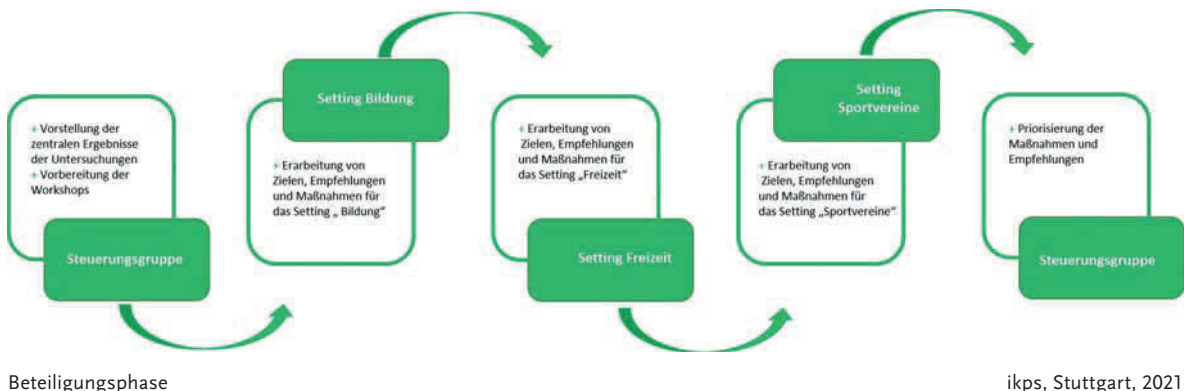 + Vorstellung der
zentralen Ergebnisse
der Untersuchungen
+ Vorbereitung der
Workshops
Steuerungsgruppe
Setting Bildung
+ Erarbeitung von
Zielen, Empfehlungen
und Maßnahmen für
das Setting „ Bildung“
+ Erarbeitung von
Zielen, Empfehlungen
und Maßnahmen für
das Setting „Freizeit“
Setting Freizeit
Setting
Sportvereine
+ Erarbeitung von
Zielen, Empfehlungen
und Maßnahmen für
das Setting „Sportvereine“
+ Priorisierung der
Maßnahmen und
Empfehlungen
Steuerungsgruppe
Beteiligungsphase
ikps, Stuttgart, 2021